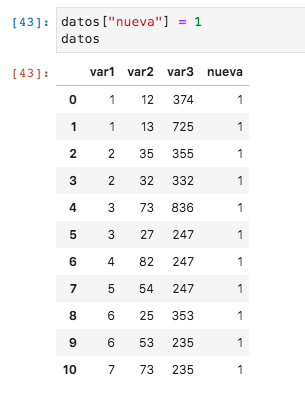 [43]: datos["nueva"] = 1
datos
[43]: var1 var2 var3 nueva
0 1 12 374 1
1 1 13 725 1
2 2 35 355 1
3 2 32 332 1
4 3 73 836 1
5 3 27 247 1
6 4 82 247 1
7 5 54 247 1
8 6 25 353 1
9 6 53 235 1
10 7 73 235 1